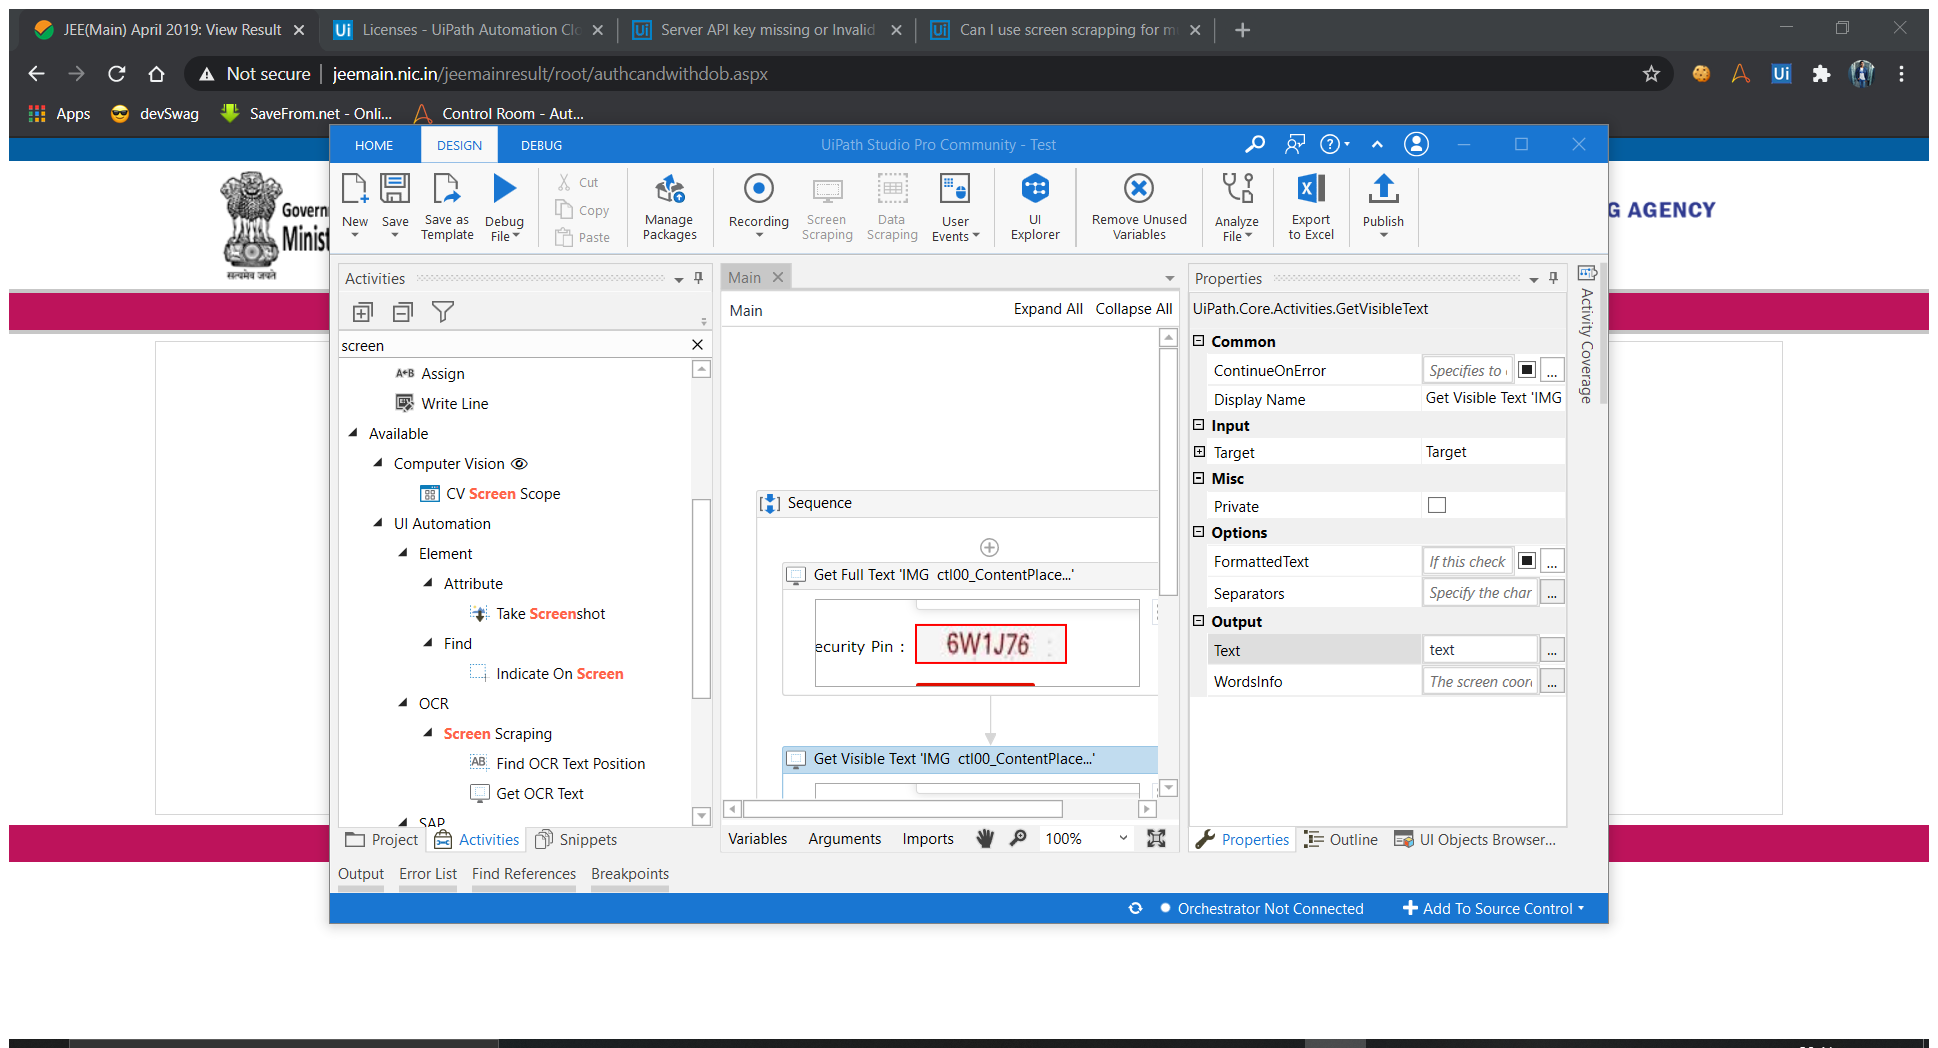 JEE(Main) April 2019: View Result
Licenses - UiPath Automation Clo
Server API key missing or Invalid
Can I use screen scrapping for m
Not secure | jeemain.nic.in/jeemainresult/root/authcandwithdob.aspx
Apps
devSwag
SaveFrom.net - Onli...
Control Room - Aut...
HOME
DESIGN
DEBUG
UiPath Studio Pro Community - Test
New
Save
Save as
Template
Debug
File
Cut
Copy
Paste
Manage
Packages
Recording
Screen
Scraping
Data
Scraping
User
Events
UI
Explorer
Remove Unused
Variables
Analyze
File
Export
to Excel
Publish
Govern
Minist
सत्यमेव जयते
G AGENCY
Activities
screen
Assign
Write Line
Available
Computer Vision
CV Screen Scope
UI Automation
Element
Attribute
Take Screenshot
Find
Indicate On Screen
OCR
Screen Scraping
Find OCR Text Position
Get OCR Text
SAP
Project
Activities
Snippets
Main
Main
Expand All
Collapse All
Sequence
Get Full Text 'IMG ctl00_ContentPlace...'
ecurity Pin :
6W1J76
Get Visible Text 'IMG ctl00_ContentPlace...'
Variables
Arguments
Imports
100%
Properties
UiPath.Core.Activities.GetVisibleText
Common
ContinueOnError
Specifies to
...
Display Name
Get Visible Text 'IMG
Input
Target
Target
Misc
Private
Options
FormattedText
If this check
...
Separators
Specify the char
...
Output
Text
text
...
WordsInfo
The screen coor
...
Activity Coverage
Properties
Outline
UI Objects Browser...
Output
Error List
Find References
Breakpoints
Orchestrator Not Connected
Add To Source Control